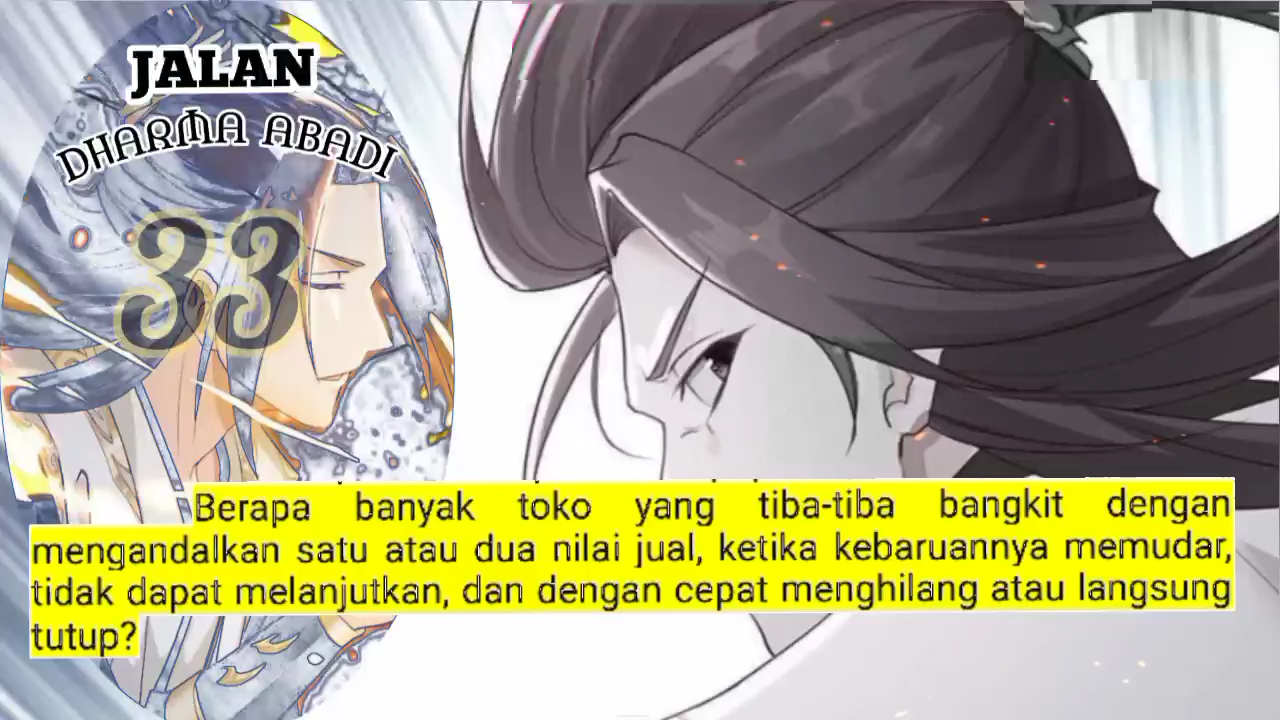 JALAN
DHARMA ABADI
33
Berapa banyak toko yang tiba-tiba bangkit dengan
mengandalkan satu atau dua nilai jual, ketika kebaruannya memudar,
tidak dapat melanjutkan, dan dengan cepat menghilang atau langsung
tutup?